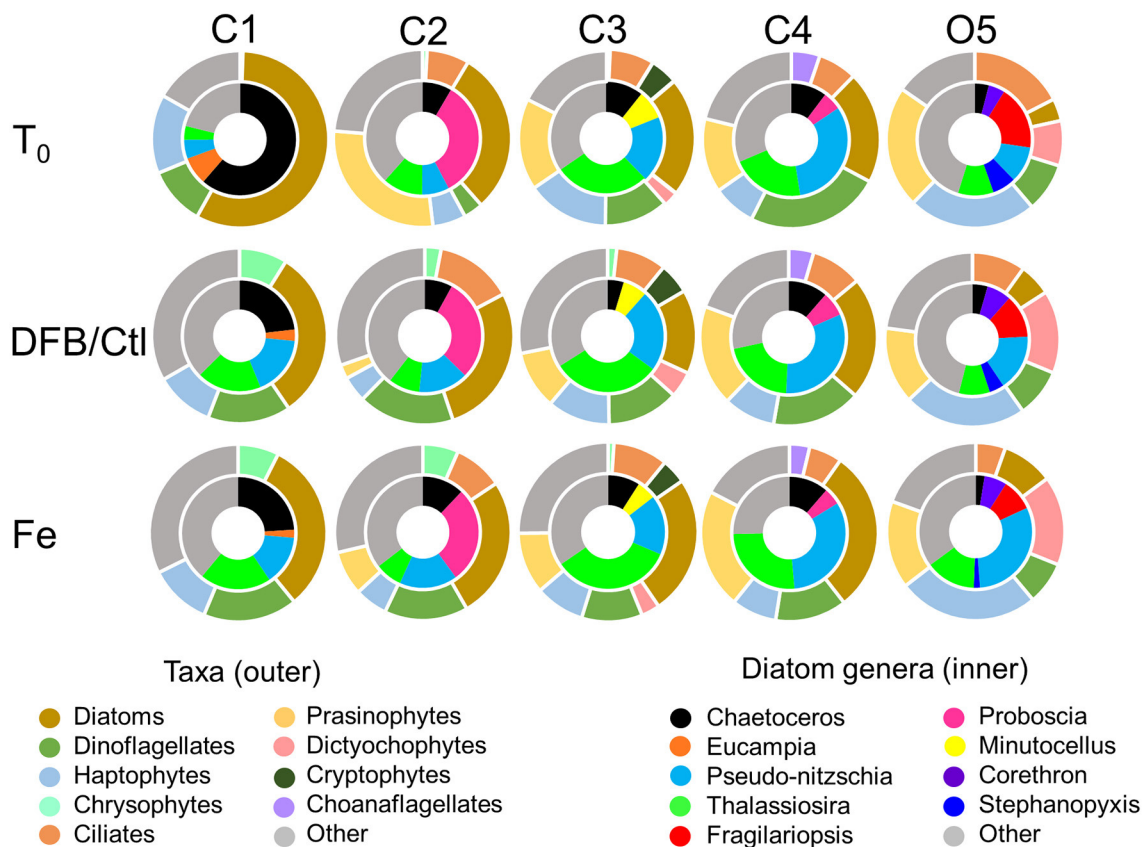 C1 C2 C3 C4 O5
T0
DFB/Ctl
Fe
Taxa (outer)
Diatoms
Dinoflagellates
Haptophytes
Chrysophytes
Ciliates
Prasinophytes
Dictyochophytes
Cryptophytes
Choanaflagellates
Other
Diatom genera (inner)
Chaetoceros
Eucampia
Pseudo-nitzschia
Thalassiosira
Fragilariopsis
Proboscia
Minutocellus
Corethron
Stephanopyxis
Other